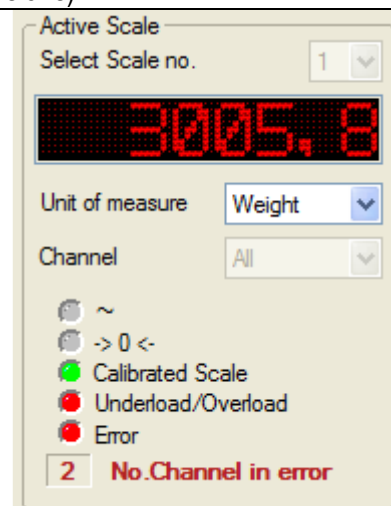 Active Scale
Select Scale no. 1
3005,8
Unit of measure Weight
Channel All
~
-> 0 <-
Calibrated Scale
Underload/Overload
Error
2 No.Channel in error